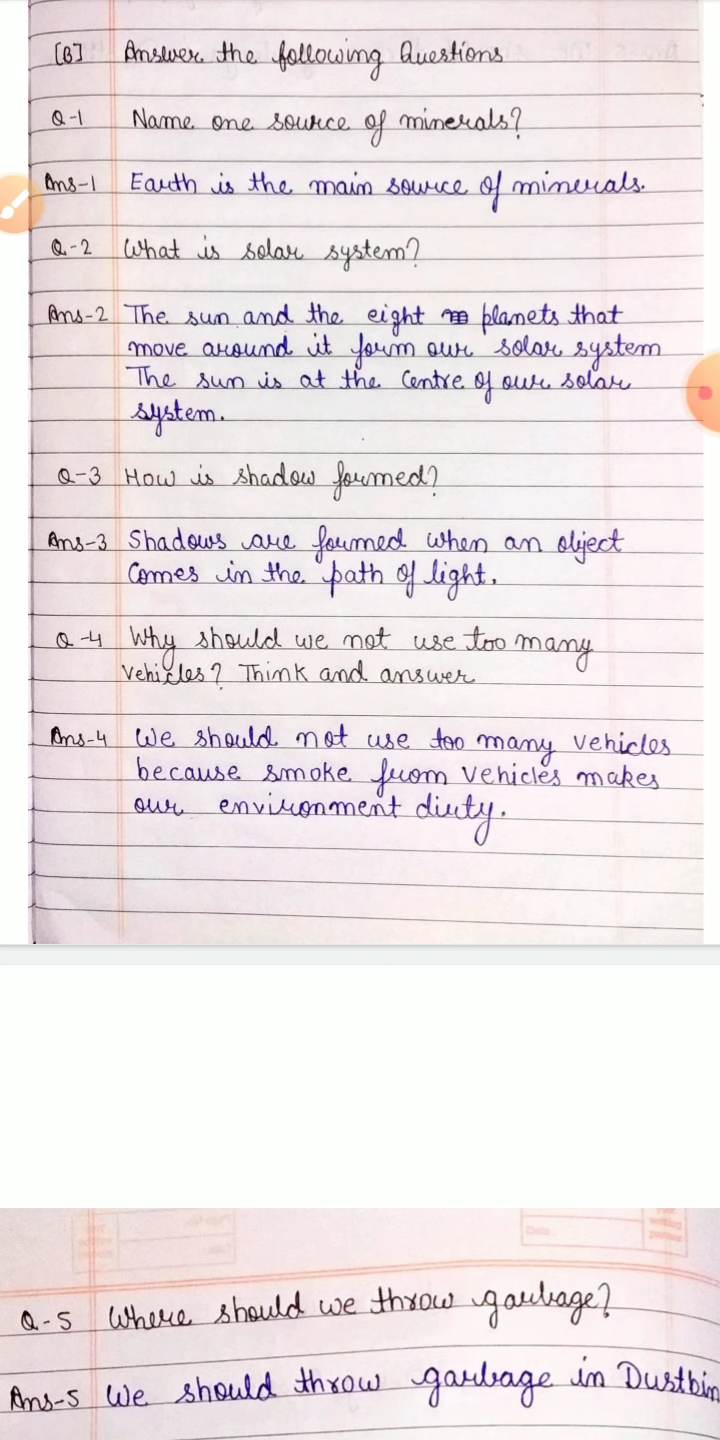 [B] Answer the following Questions
Q-1 Name one source of minerals?
Ans-1 Earth is the main source of minerals.
Q-2 What is solar system?
Ans-2 The sun and the eight planets that
move around it form our solar system
The sun is at the centre of our solar
system.
Q-3 How is shadow formed?
Ans-3 Shadows are formed when an object
comes in the path of light.
Q-4 Why should we not use too many
vehicles? Think and answer
Ans-4 We should not use too many vehicles
because smoke from vehicles makes
our environment dirty.
Date
Q-5 Where should we throw garbage?
Ans-5 We should throw garbage in Dustbin